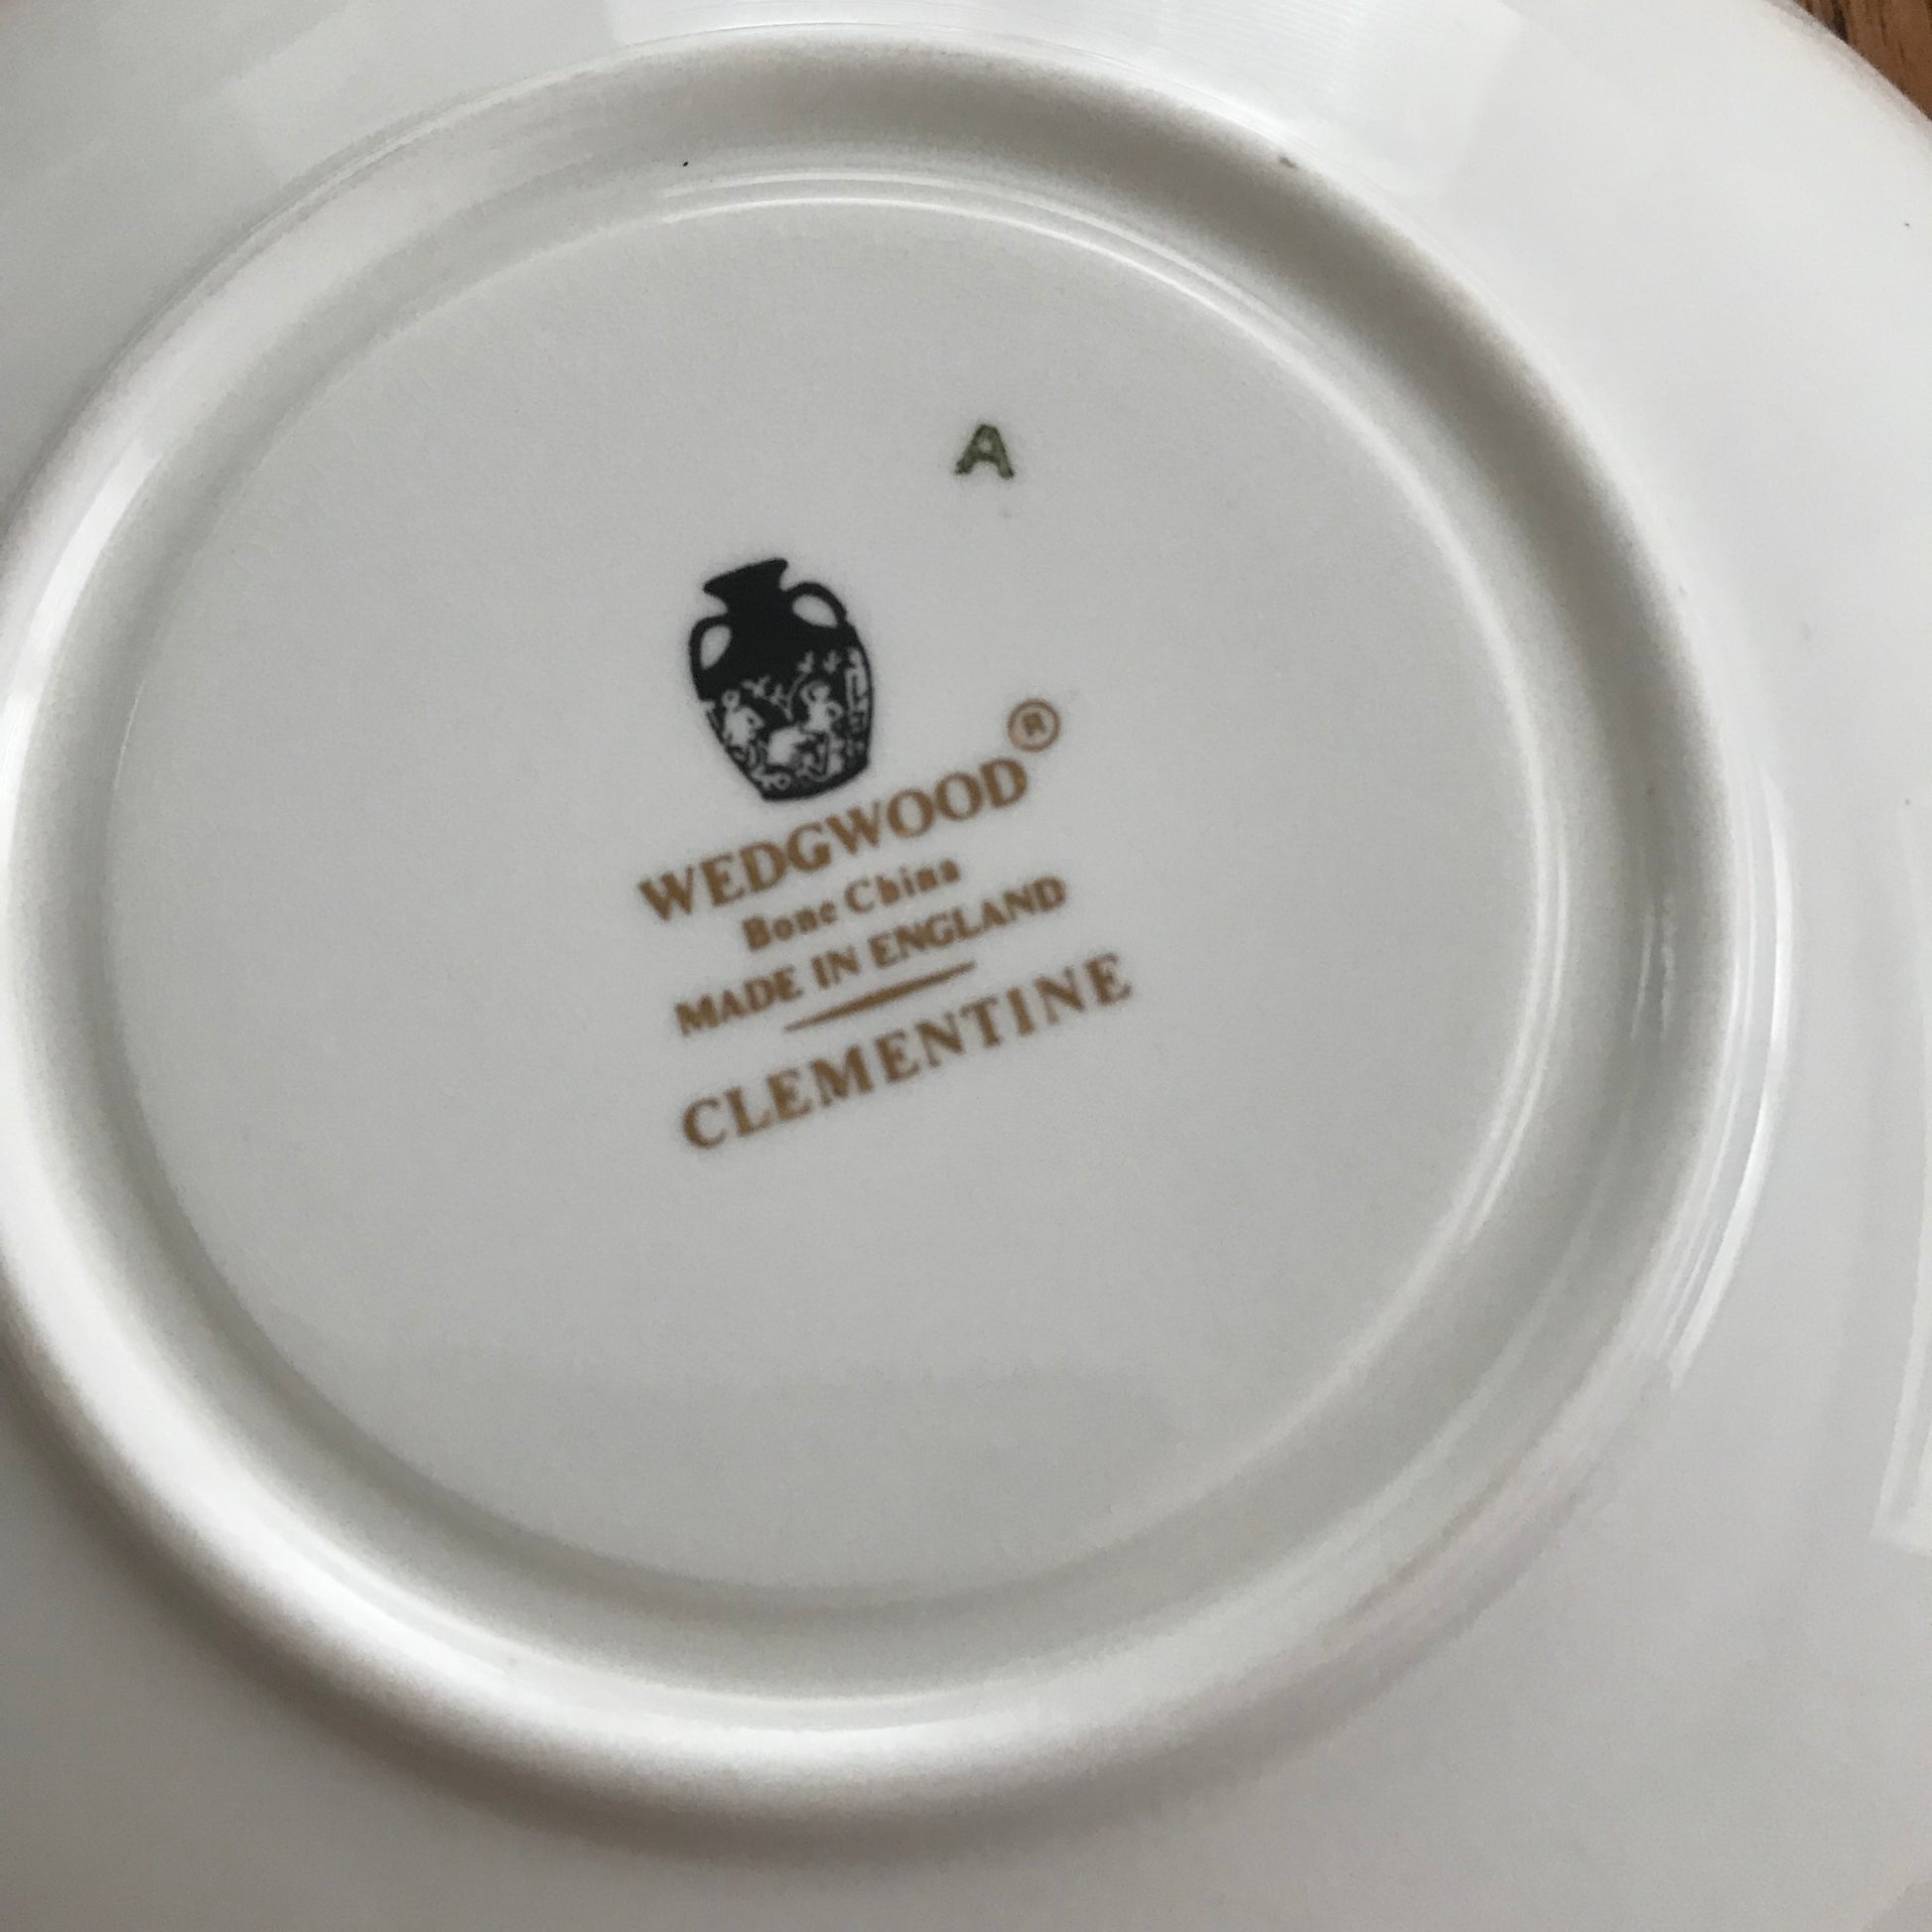 A
WEDGWOOD®
Bone China
MADE IN ENGLAND
CLEMENTINE